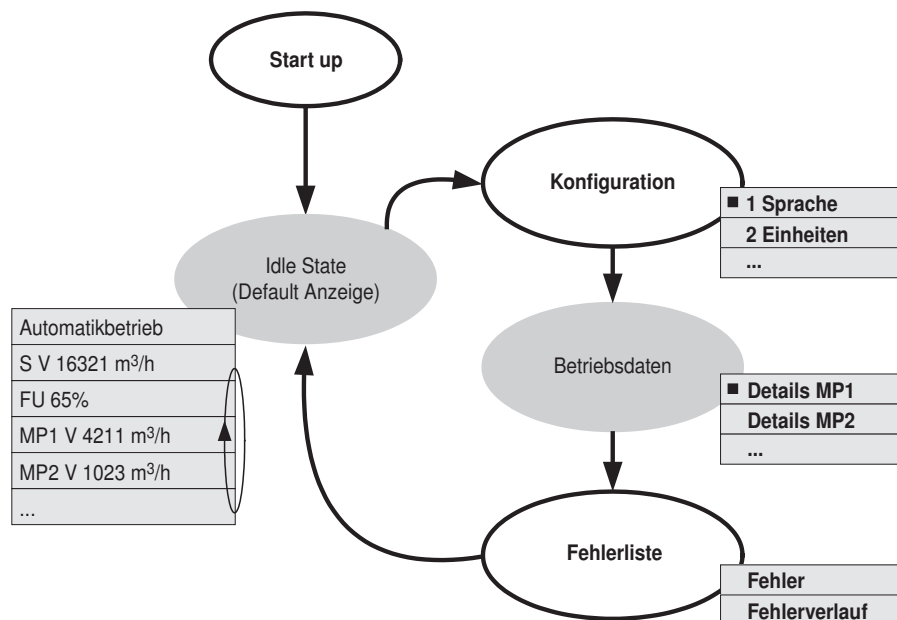 Start up
Konfiguration
■ 1 Sprache
2 Einheiten
...
Idle State
(Default Anzeige)
Automatikbetrieb
S V 16321 m³/h
FU 65%
MP1 V 4211 m³/h
MP2 V 1023 m³/h
...
Betriebsdaten
■ Details MP1
Details MP2
...
Fehlerliste
Fehler
Fehlerverlauf